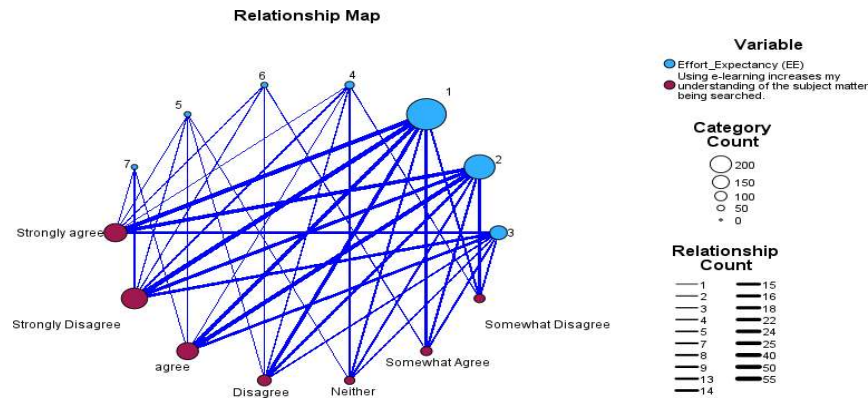 Relationship Map
1
2
3
4
5
6
7
Strongly agree
Strongly Disagree
agree
Disagree
Neither
Somewhat Agree
Somewhat Disagree
Variable
Effort_Expectancy (EE)
Using e-learning increases my
understanding of the subject matter
being searched.
Category
Count
200
150
100
50
0
Relationship
Count
1 15
2 16
3 18
4 22
5 24
7 25
8 40
9 50
13 55
14